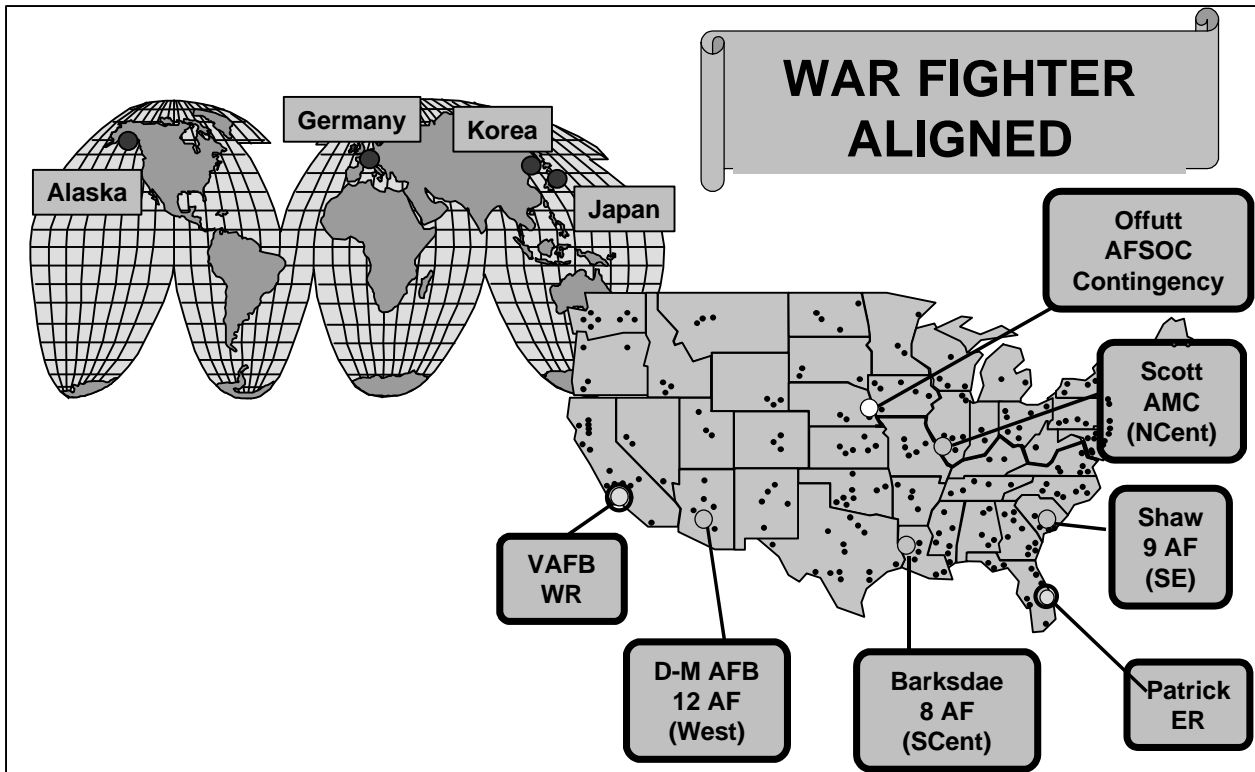 WAR FIGHTER
ALIGNED
Germany
Korea
Alaska
Japan
Offutt
AFSOC
Contingency
Scott
AMC
(NCent)
Shaw
9 AF
(SE)
VAFB
WR
D-M AFB
12 AF
(West)
Barksdae
8 AF
(SCent)
Patrick
ER